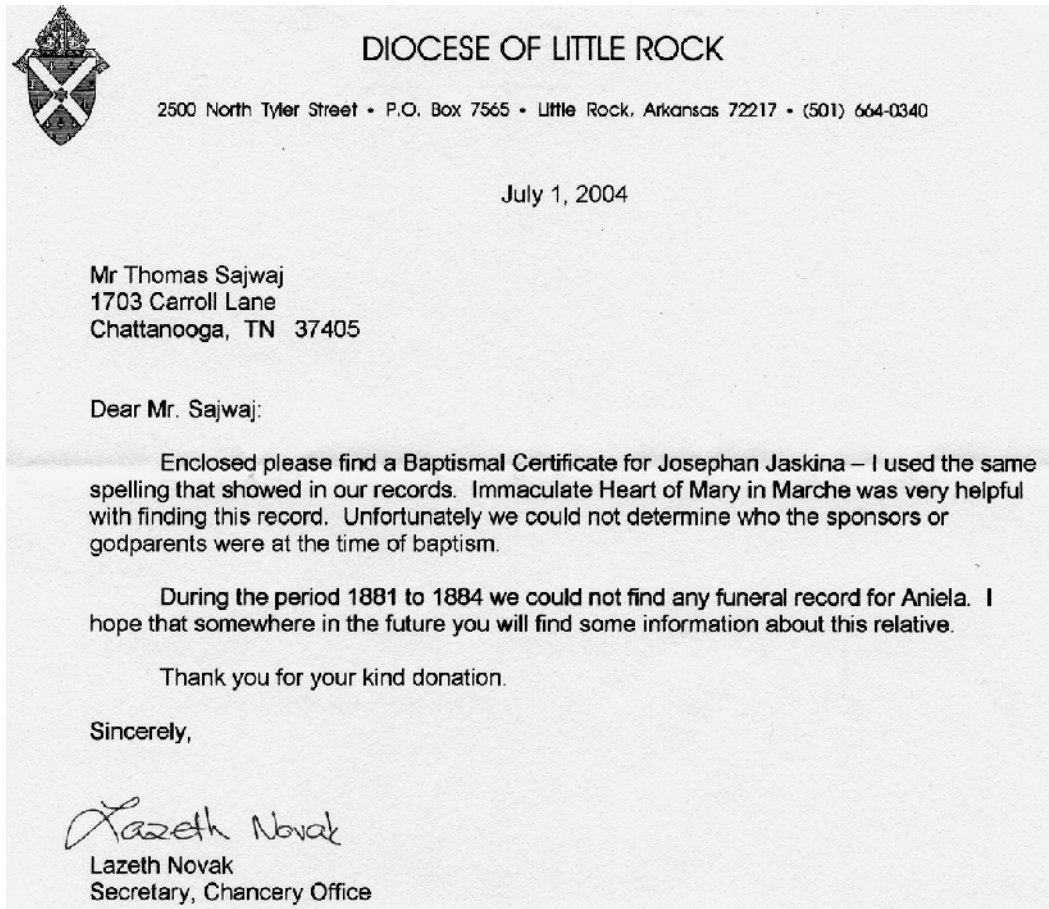 DIOCESE OF LITTLE ROCK
2500 North Tyler Street • P.O. Box 7565 • Little Rock, Arkansas 72217 • (501) 664-0340
July 1, 2004
Mr Thomas Sajwaj
1703 Carroll Lane
Chattanooga, TN 37405
Dear Mr. Sajwaj:
Enclosed please find a Baptismal Certificate for Josephan Jaskina – I used the same
spelling that showed in our records. Immaculate Heart of Mary in Marche was very helpful
with finding this record. Unfortunately we could not determine who the sponsors or
godparents were at the time of baptism.
During the period 1881 to 1884 we could not find any funeral record for Aniela. I
hope that somewhere in the future you will find some information about this relative.
Thank you for your kind donation.
Sincerely,
Lazeth Novak
Lazeth Novak
Secretary, Chancery Office